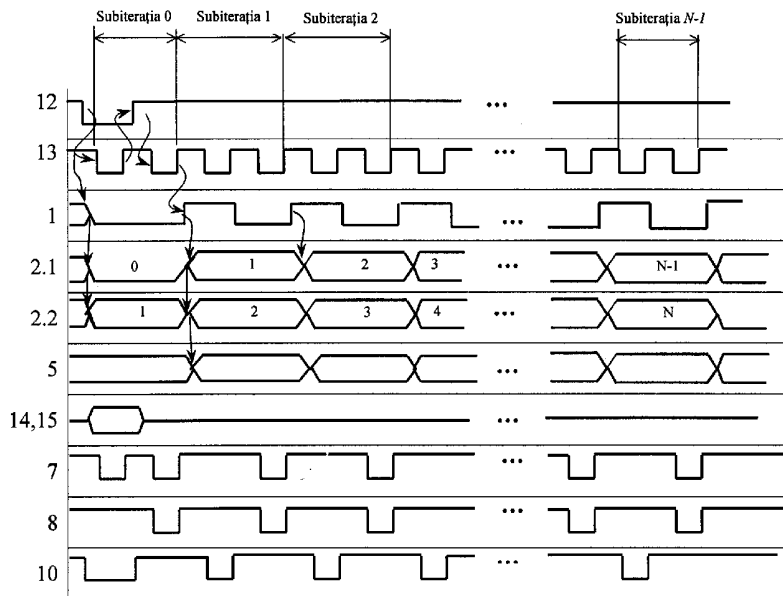 Subiterația 0 Subiterația 1 Subiterația 2 Subiterația N-1
12 ...
13 ...
1 ...
2.1 0 1 2 3 ... N-1
2.2 1 2 3 4 ... N
5 ...
14,15 ...
7 ...
8 ...
10 ...